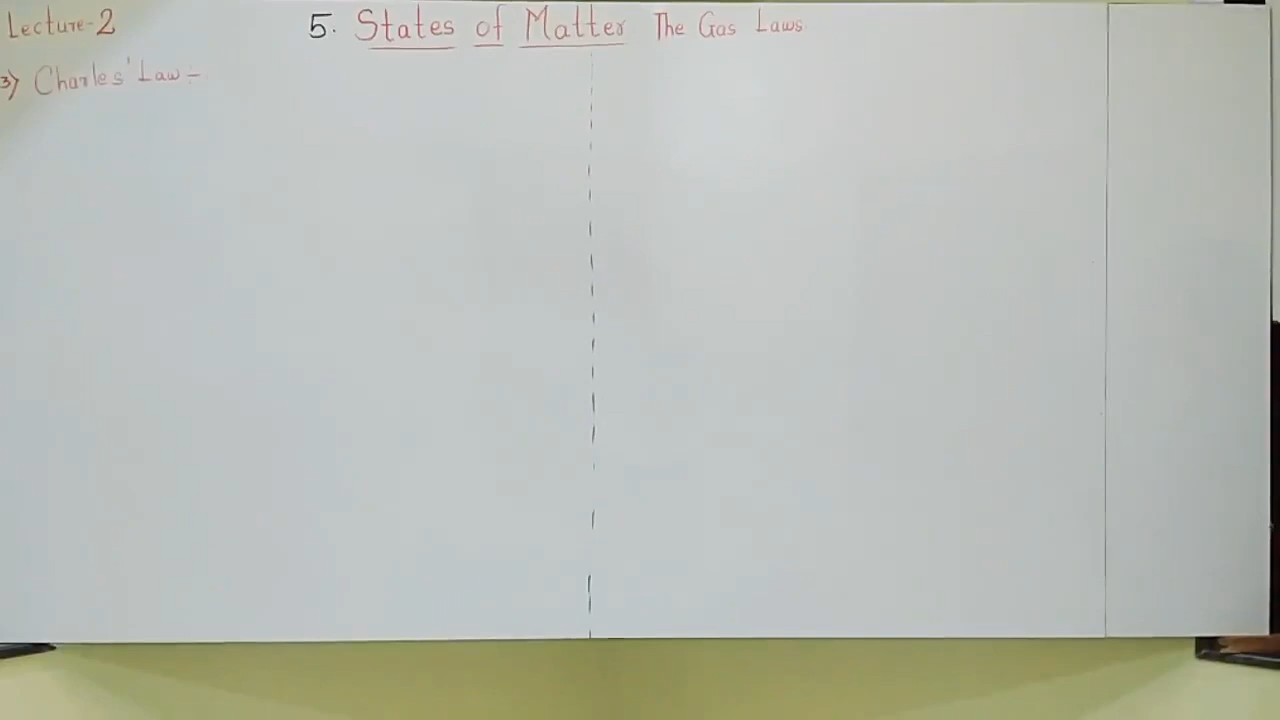 Lecture-2
5. States of Matter The Gas Laws
3) Charles' Law :-